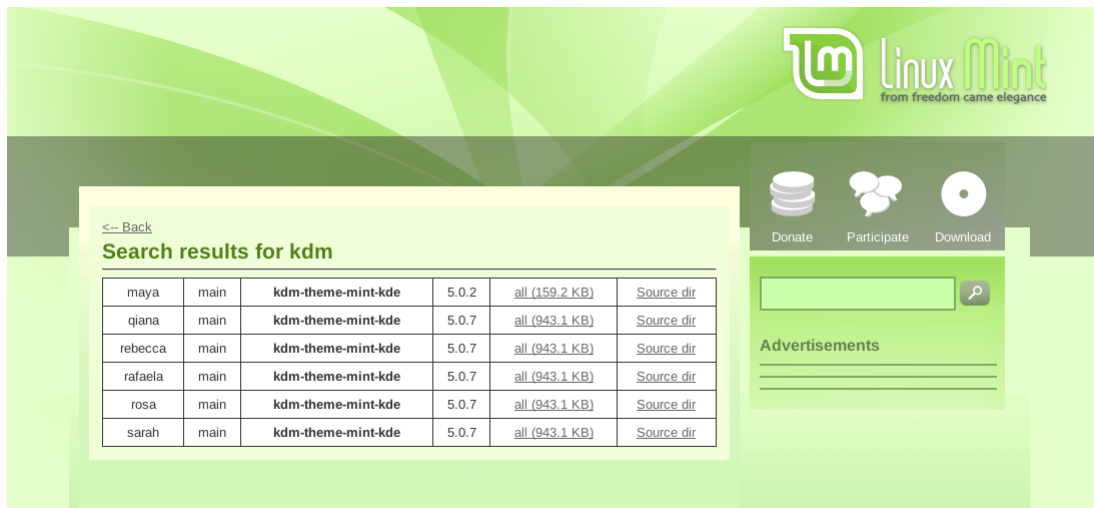 Linux Mint
from freedom came elegance
Donate Participate Download
<-- Back
Search results for kdm
maya main kdm-theme-mint-kde 5.0.2 all (159.2 KB) Source dir
qiana main kdm-theme-mint-kde 5.0.7 all (943.1 KB) Source dir
rebecca main kdm-theme-mint-kde 5.0.7 all (943.1 KB) Source dir
rafaela main kdm-theme-mint-kde 5.0.7 all (943.1 KB) Source dir
rosa main kdm-theme-mint-kde 5.0.7 all (943.1 KB) Source dir
sarah main kdm-theme-mint-kde 5.0.7 all (943.1 KB) Source dir
Advertisements